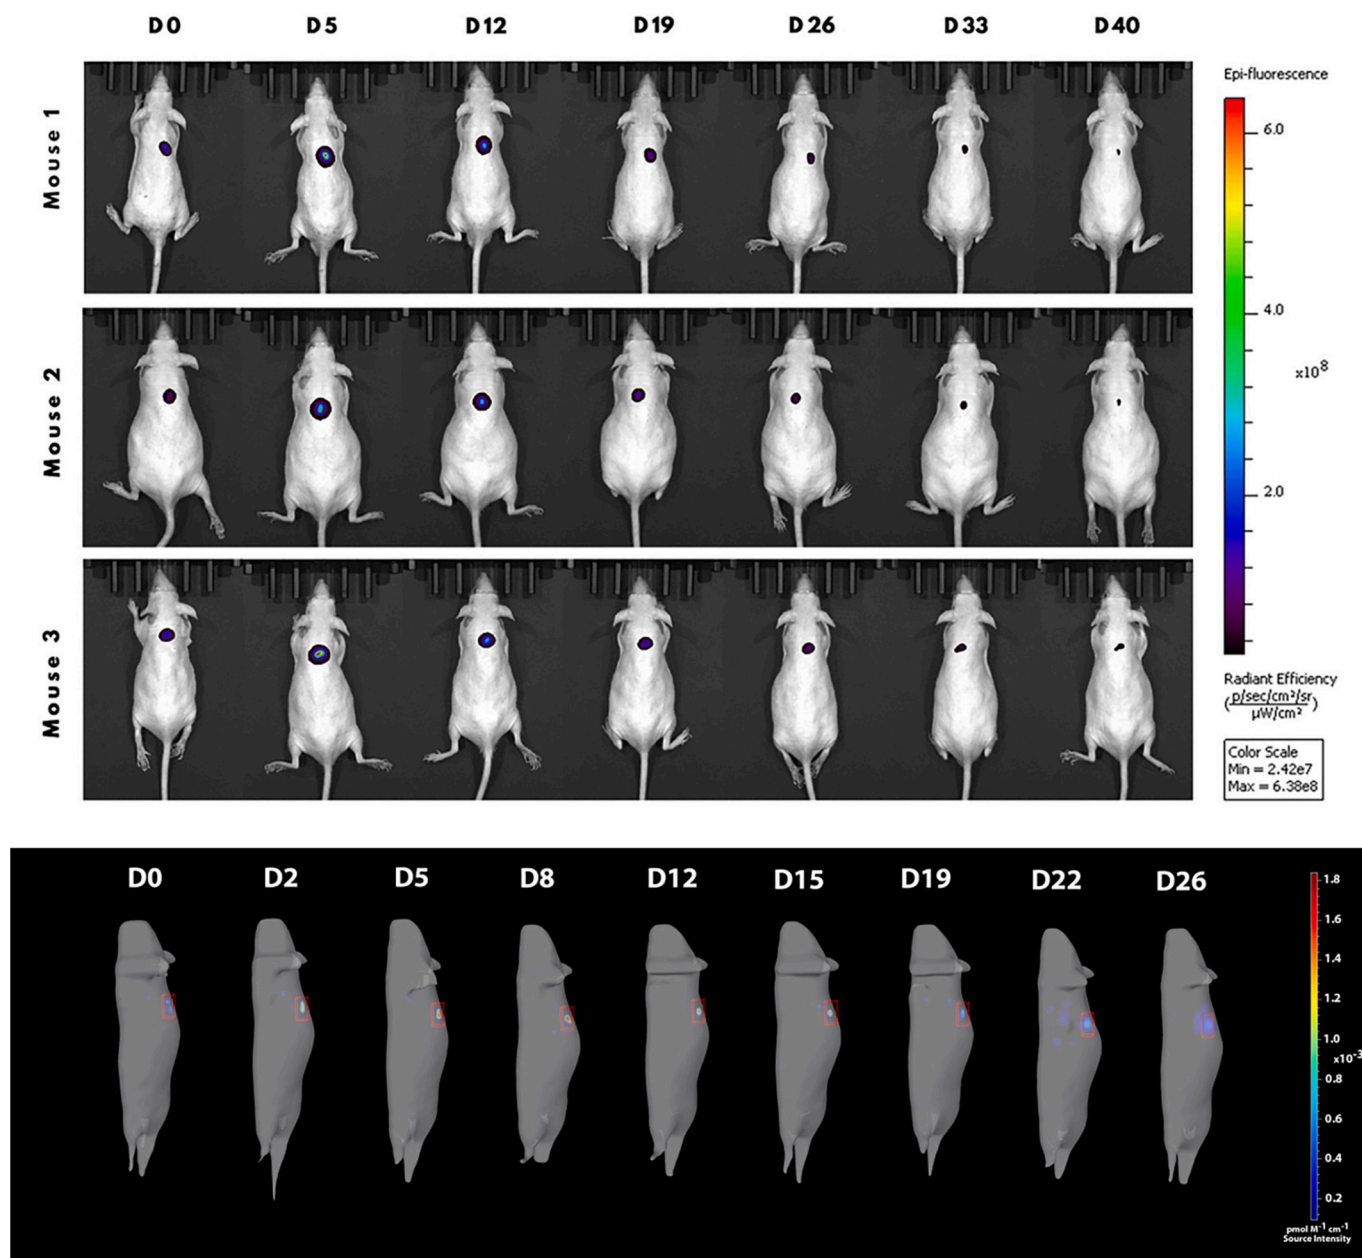 D0 D5 D12 D19 D26 D33 D40
Mouse 1
Mouse 2
Mouse 3
Epi-fluorescence
6.0
4.0
x10⁸
2.0
Radiant Efficiency
(p/sec/cm²/sr
µW/cm²)
Color Scale
Min = 2.42e7
Max = 6.38e8
D0 D2 D5 D8 D12 D15 D19 D22 D26
1.8
1.6
1.4
1.2
1.0
x10⁻³
0.8
0.6
0.4
0.2
pmol M⁻¹ cm⁻¹
Source Intensity